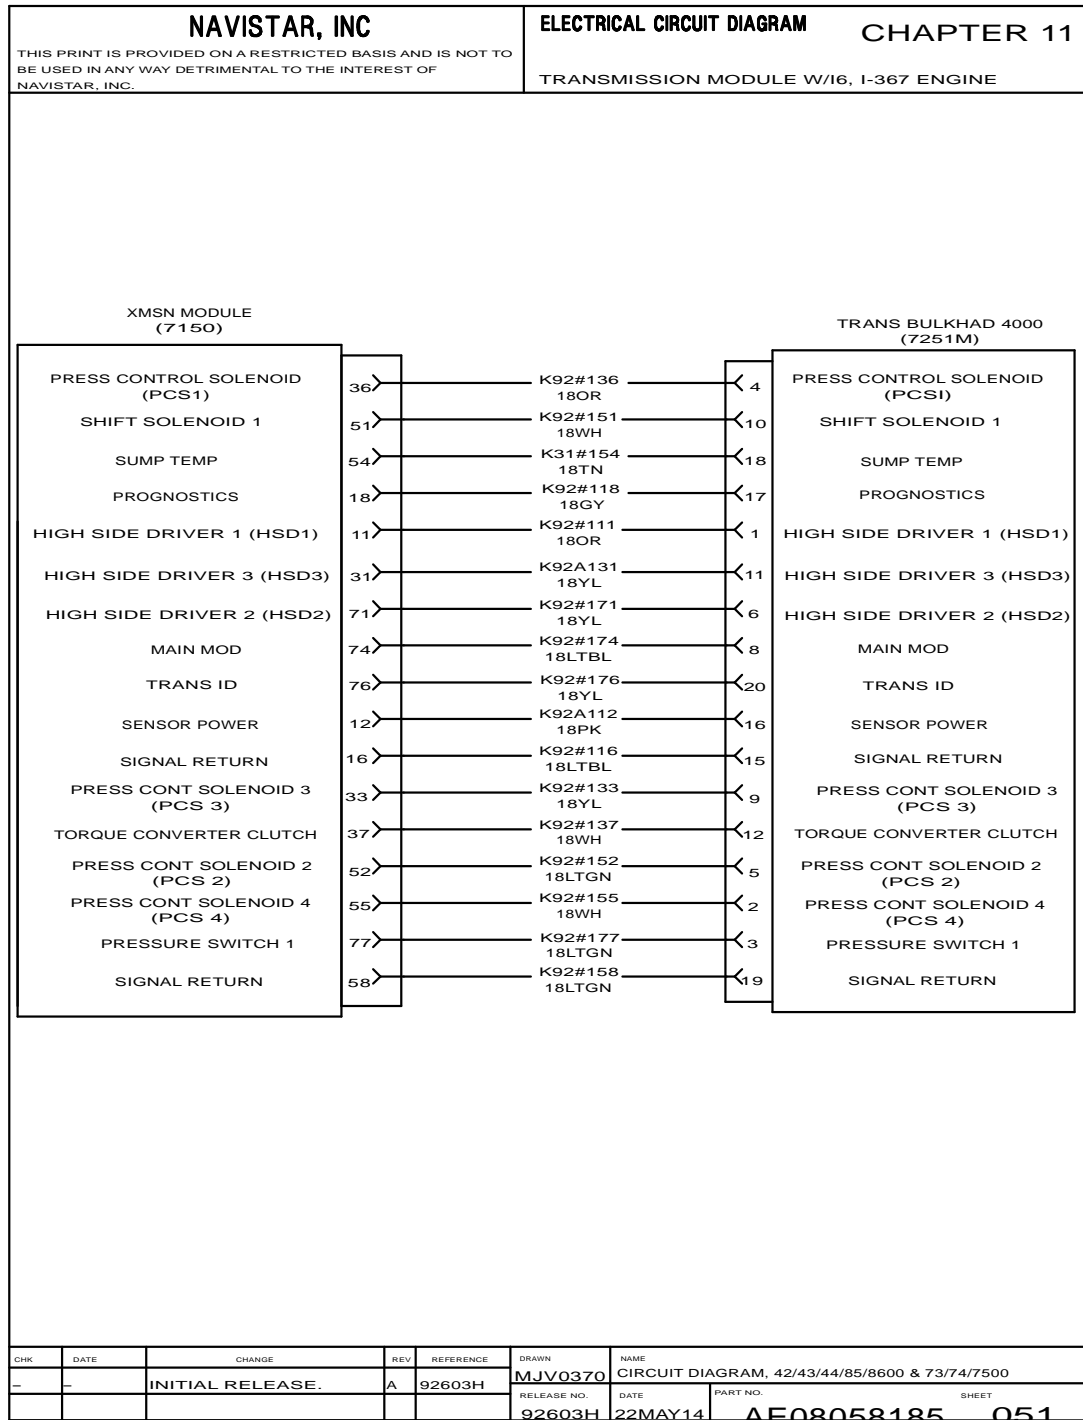 NAVISTAR, INC
THIS PRINT IS PROVIDED ON A RESTRICTED BASIS AND IS NOT TO
BE USED IN ANY WAY DETRIMENTAL TO THE INTEREST OF
NAVISTAR, INC.
ELECTRICAL CIRCUIT DIAGRAM CHAPTER 11
TRANSMISSION MODULE W/I6, I-367 ENGINE
XMSN MODULE
(7150)
TRANS BULKHAD 4000
(7251M)
PRESS CONTROL SOLENOID
(PCS1)
36 K92#136 4
18OR
PRESS CONTROL SOLENOID
(PCSI)
SHIFT SOLENOID 1 51 K92#151 10 SHIFT SOLENOID 1
18WH
SUMP TEMP 54 K31#154 18 SUMP TEMP
18TN
PROGNOSTICS 18 K92#118 17 PROGNOSTICS
18GY
HIGH SIDE DRIVER 1 (HSD1) 11 K92#111 1 HIGH SIDE DRIVER 1 (HSD1)
18OR
HIGH SIDE DRIVER 3 (HSD3) 31 K92A131 11 HIGH SIDE DRIVER 3 (HSD3)
18YL
HIGH SIDE DRIVER 2 (HSD2) 71 K92#171 6 HIGH SIDE DRIVER 2 (HSD2)
18YL
MAIN MOD 74 K92#174 8 MAIN MOD
18LTBL
TRANS ID 76 K92#176 20 TRANS ID
18YL
SENSOR POWER 12 K92A112 16 SENSOR POWER
18PK
SIGNAL RETURN 16 K92#116 15 SIGNAL RETURN
18LTBL
PRESS CONT SOLENOID 3
(PCS 3)
33 K92#133 9
18YL
PRESS CONT SOLENOID 3
(PCS 3)
TORQUE CONVERTER CLUTCH 37 K92#137 12 TORQUE CONVERTER CLUTCH
18WH
PRESS CONT SOLENOID 2
(PCS 2)
52 K92#152 5
18LTGN
PRESS CONT SOLENOID 2
(PCS 2)
PRESS CONT SOLENOID 4
(PCS 4)
55 K92#155 2
18WH
PRESS CONT SOLENOID 4
(PCS 4)
PRESSURE SWITCH 1 77 K92#177 3 PRESSURE SWITCH 1
18LTGN
SIGNAL RETURN 58 K92#158 19 SIGNAL RETURN
18LTGN
CHK DATE CHANGE REV REFERENCE DRAWN NAME
– – INITIAL RELEASE. A 92603H MJV0370 CIRCUIT DIAGRAM, 42/43/44/85/8600 & 73/74/7500
RELEASE NO. DATE PART NO. SHEET
92603H 22MAY14 AE08058185 051